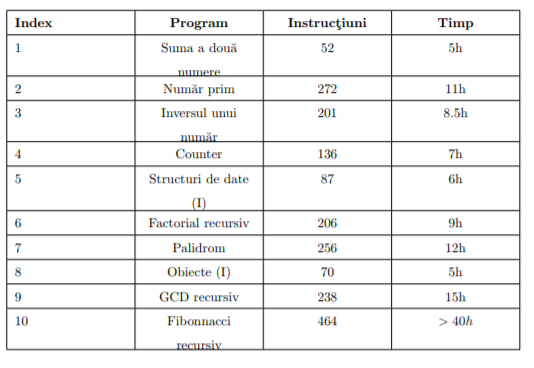 Index Program Instrucţiuni Timp
1 Suma a două numere 52 5h
2 Număr prim 272 11h
3 Inversul unui număr 201 8.5h
4 Counter 136 7h
5 Structuri de date (I) 87 6h
6 Factorial recursiv 206 9h
7 Palidrom 256 12h
8 Obiecte (I) 70 5h
9 GCD recursiv 238 15h
10 Fibonnacci recursiv 464 > 40h